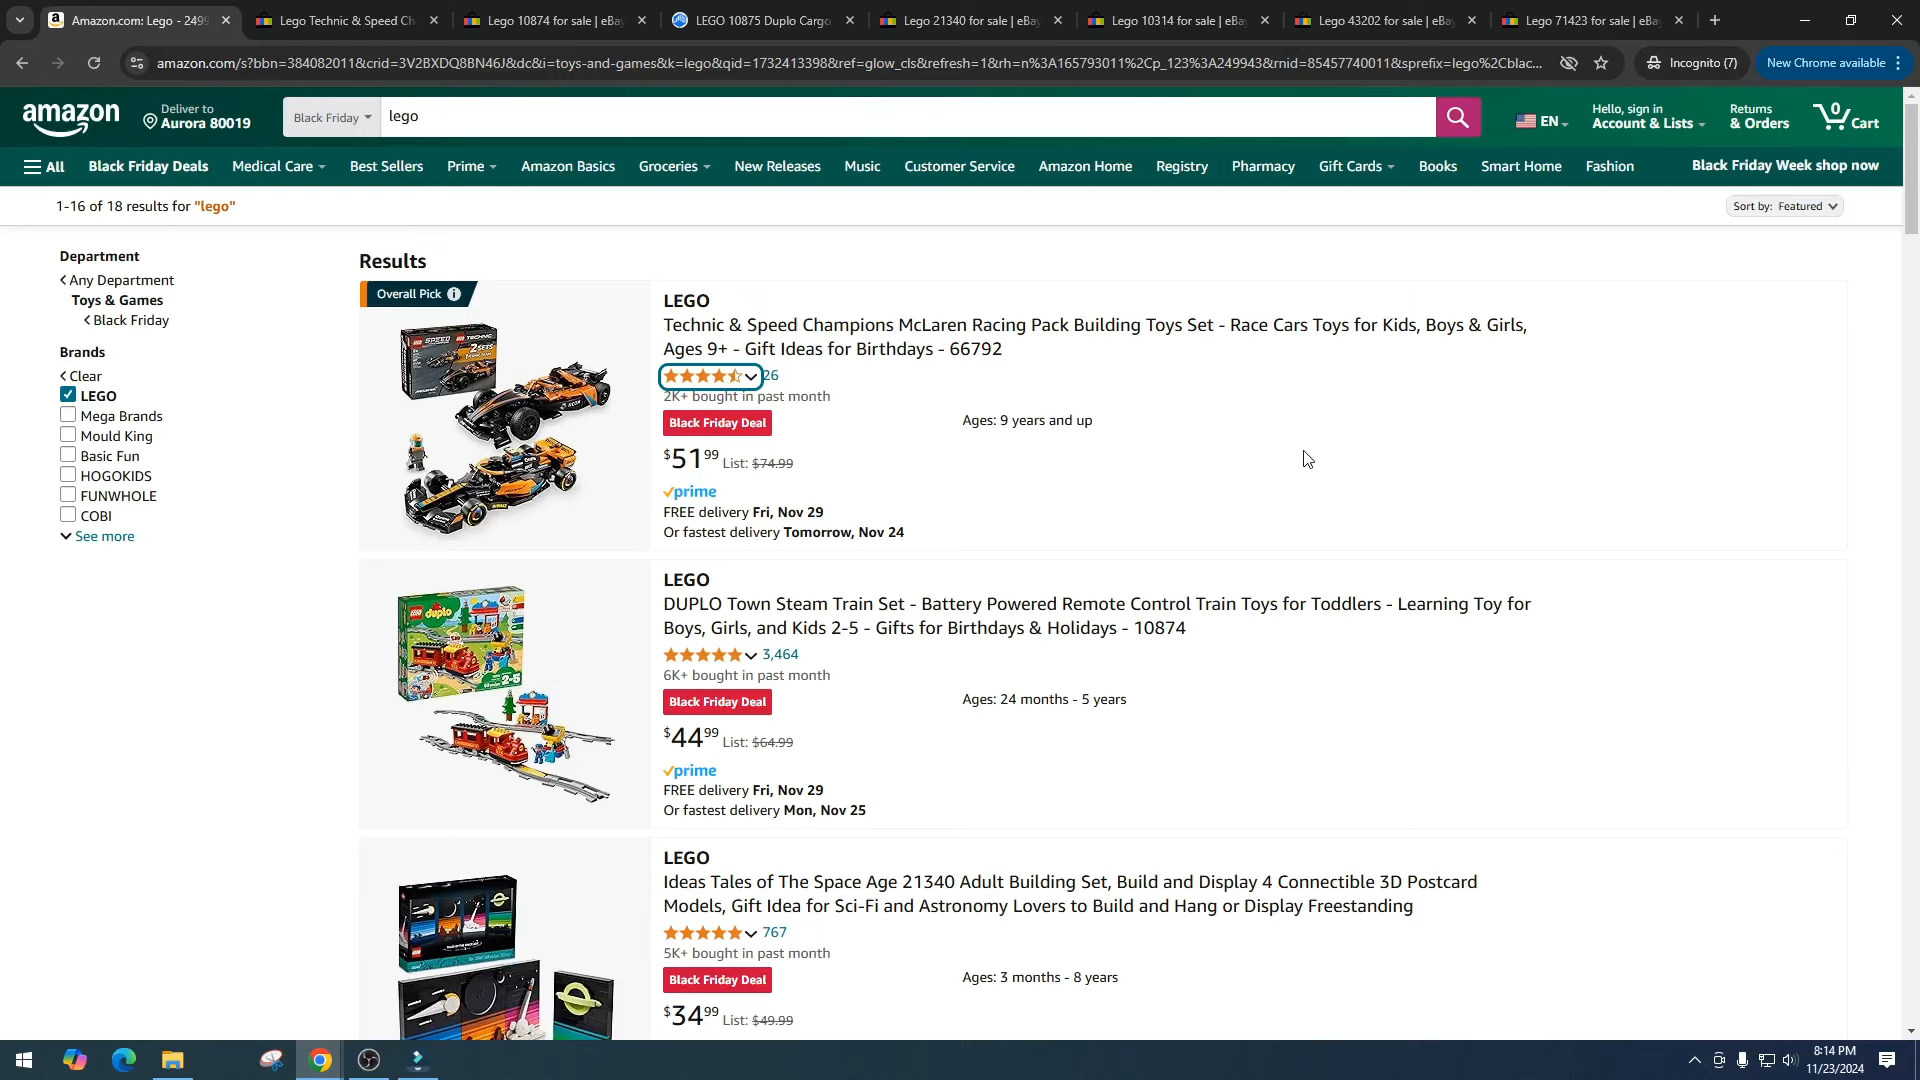 Amazon.com: Lego - 2499
Lego Technic & Speed Ch
Lego 10874 for sale | eBa
LEGO 10875 Duplo Cargo
Lego 21340 for sale | eBa
Lego 10314 for sale | eBa
Lego 43202 for sale | eBa
Lego 71423 for sale | eBa
amazon.com/s?bbn=384082011&crid=3V2BXDQ8BN46J&dc&i=toys-and-games&k=lego&qid=1732413398&ref=glow_cls&refresh=1&rh=n%3A165793011%2Cp_123%3A249943&rnid=85457740011&sprefix=lego%2Cblac...
Incognito (7)
New Chrome available
amazon
Deliver to
Aurora 80019
Black Friday
lego
EN
Hello, sign in
Account & Lists
Returns
& Orders
0
Cart
All
Black Friday Deals
Medical Care
Best Sellers
Prime
Amazon Basics
Groceries
New Releases
Music
Customer Service
Amazon Home
Registry
Pharmacy
Gift Cards
Books
Smart Home
Fashion
Black Friday Week shop now
1-16 of 18 results for "lego"
Sort by: Featured
Department
Any Department
Toys & Games
Black Friday
Brands
Clear
LEGO
Mega Brands
Mould King
Basic Fun
HOGOKIDS
FUNWHOLE
COBI
See more
Results
Overall Pick
LEGO
Technic & Speed Champions McLaren Racing Pack Building Toys Set - Race Cars Toys for Kids, Boys & Girls,
Ages 9+ - Gift Ideas for Birthdays - 66792
26
2K+ bought in past month
Black Friday Deal
Ages: 9 years and up
$51 99 List: $74.99
prime
FREE delivery Fri, Nov 29
Or fastest delivery Tomorrow, Nov 24
LEGO
DUPLO Town Steam Train Set - Battery Powered Remote Control Train Toys for Toddlers - Learning Toy for
Boys, Girls, and Kids 2-5 - Gifts for Birthdays & Holidays - 10874
3,464
6K+ bought in past month
Black Friday Deal
Ages: 24 months - 5 years
$44 99 List: $64.99
prime
FREE delivery Fri, Nov 29
Or fastest delivery Mon, Nov 25
LEGO
Ideas Tales of The Space Age 21340 Adult Building Set, Build and Display 4 Connectible 3D Postcard
Models, Gift Idea for Sci-Fi and Astronomy Lovers to Build and Hang or Display Freestanding
767
5K+ bought in past month
Black Friday Deal
Ages: 3 months - 8 years
$34 99 List: $49.99
8:14 PM
11/23/2024